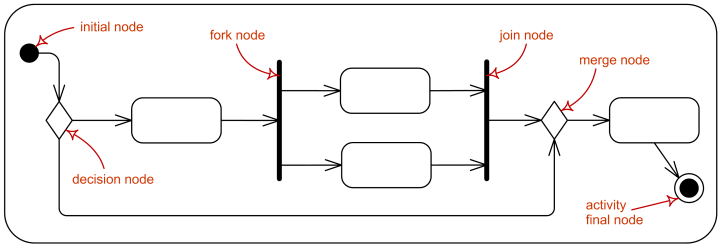 initial node
fork node
join node
merge node
decision node
activity
final node